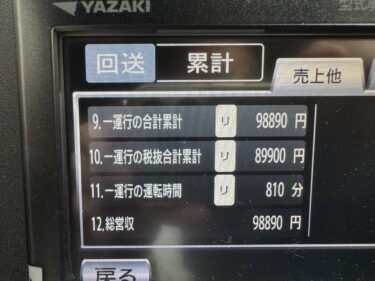 YAZAKI 型式
回送 累計 売上他
9.一運行の合計累計 リ 98890 円
10.一運行の税抜合計累計 リ 89900 円
11.一運行の運転時間 リ 810 分
12.総営収 98890 円
戻る